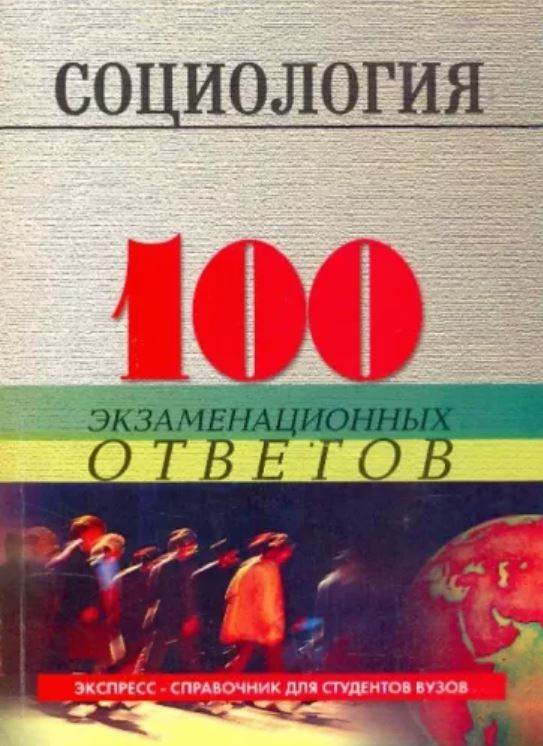 СОЦИОЛОГИЯ
100
ЭКЗАМЕНАЦИОННЫХ
ОТВЕТОВ
ЭКСПРЕСС - СПРАВОЧНИК ДЛЯ СТУДЕНТОВ ВУЗОВ